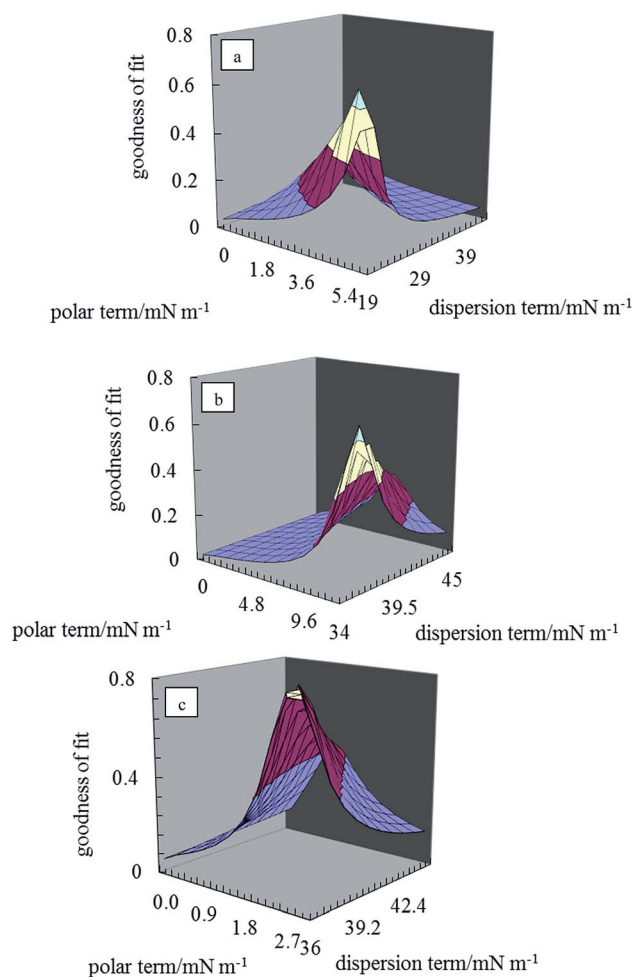 0.8
a
0.6
0.4
0.2
0
goodness of fit
0
1.8
3.6
5.4
19
29
39
polar term/mN m⁻¹
dispersion term/mN m⁻¹
0.8
b
0.6
0.4
0.2
0
goodness of fit
0
4.8
9.6
34
39.5
45
polar term/mN m⁻¹
dispersion term/mN m⁻¹
0.8
c
0.4
0
goodness of fit
0.0
0.9
1.8
2.7
36
39.2
42.4
polar term/mN m⁻¹
dispersion term/mN m⁻¹